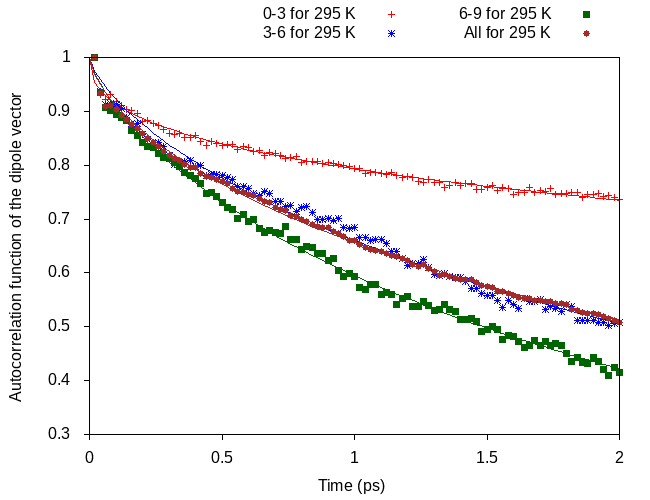 0-3 for 295 K
3-6 for 295 K
6-9 for 295 K
All for 295 K
Autocorrelation function of the dipole vector
1
0.9
0.8
0.7
0.6
0.5
0.4
0.3
0
0.5
1
1.5
2
Time (ps)